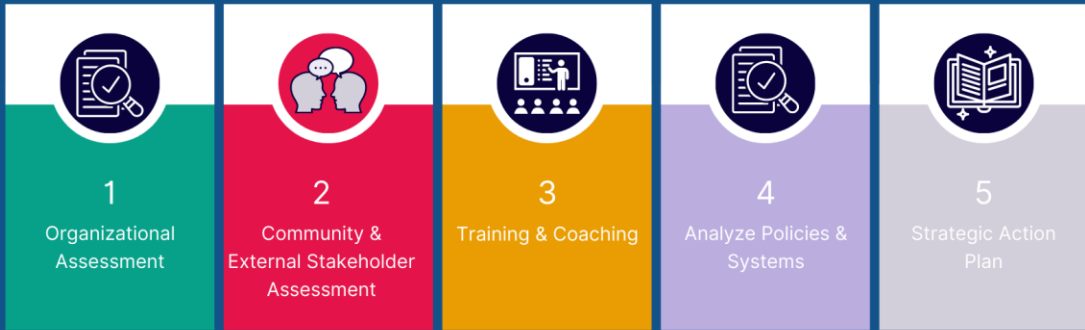 1
Organizational
Assessment
2
Community &
External Stakeholder
Assessment
3
Training & Coaching
4
Analyze Policies &
Systems
5
Strategic Action
Plan